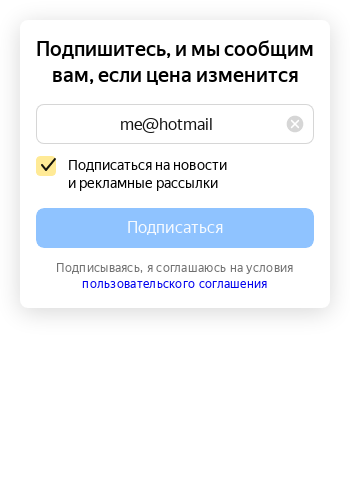 Подпишитесь, и мы сообщим
вам, если цена изменится
me@hotmail
Подписаться на новости
и рекламные рассылки
Подписаться
Подписываясь, я соглашаюсь на условия
пользовательского соглашения